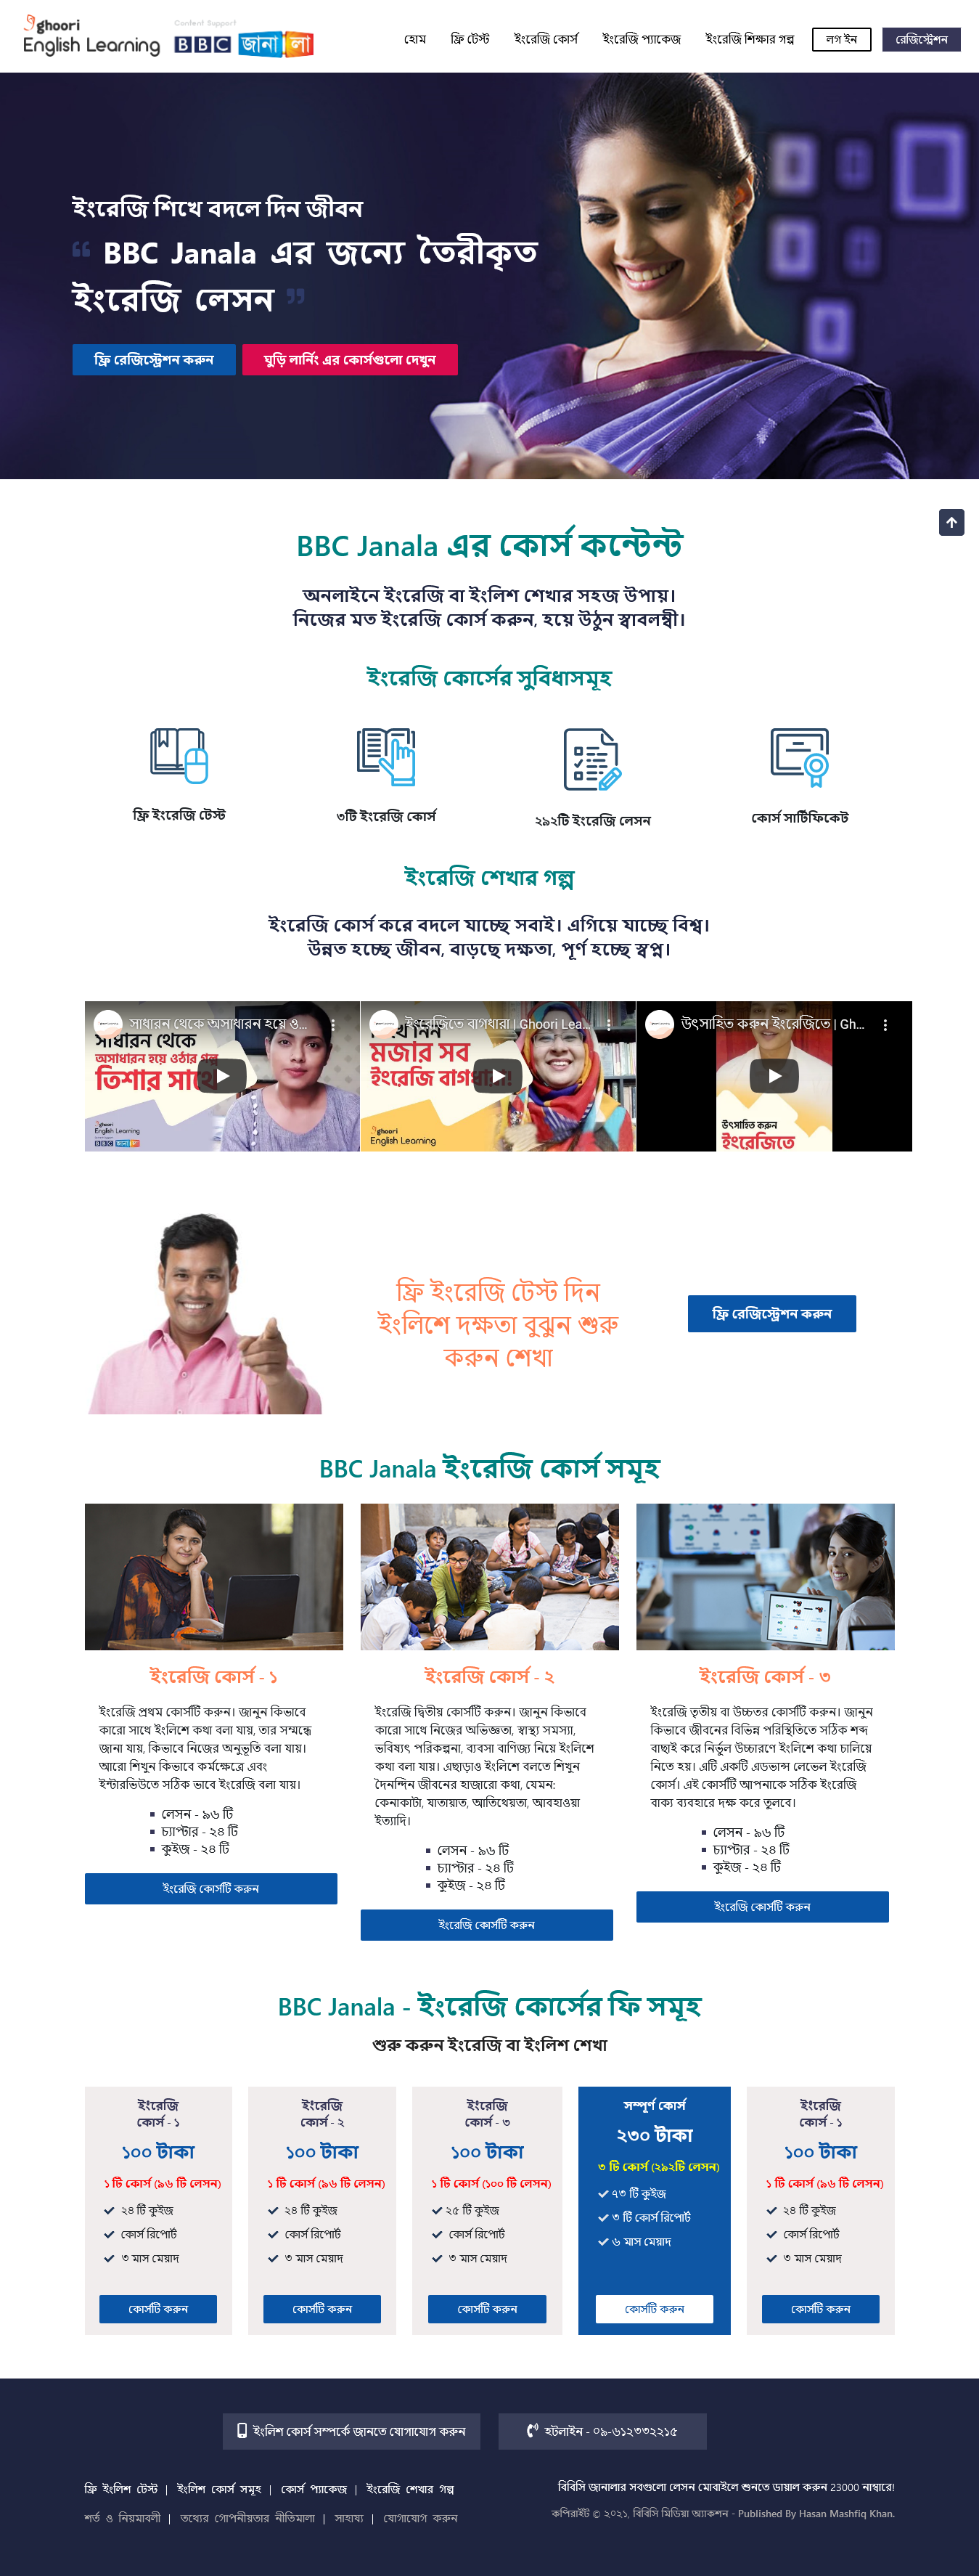 ghoori
English Learning
Content Support
BBC জানালা
হোম
ফ্রি টেস্ট
ইংরেজি কোর্স
ইংরেজি প্যাকেজ
ইংরেজি শিক্ষার গল্প
লগ ইন
রেজিস্ট্রেশন
ইংরেজি শিখে বদলে দিন জীবন
“ BBC Janala এর জন্যে তৈরীকৃত
ইংরেজি লেসন ”
ফ্রি রেজিস্ট্রেশন করুন
ঘুড়ি লার্নিং এর কোর্সগুলো দেখুন
BBC Janala এর কোর্স কন্টেন্ট
অনলাইনে ইংরেজি বা ইংলিশ শেখার সহজ উপায়।
নিজের মত ইংরেজি কোর্স করুন, হয়ে উঠুন স্বাবলম্বী।
ইংরেজি কোর্সের সুবিধাসমূহ
ফ্রি ইংরেজি টেস্ট
৩টি ইংরেজি কোর্স
২৯২টি ইংরেজি লেসন
কোর্স সার্টিফিকেট
ইংরেজি শেখার গল্প
ইংরেজি কোর্স করে বদলে যাচ্ছে সবাই। এগিয়ে যাচ্ছে বিশ্ব।
উন্নত হচ্ছে জীবন, বাড়ছে দক্ষতা, পূর্ণ হচ্ছে স্বপ্ন।
সাধারন থেকে অসাধারন হয়ে ও...
সাধারন থেকে
অসাধারন হয়ে ওঠার গল্প
তিশার সাথে
ghoori
English Learning
BBC জানালা
ইংরেজিতে বাগধারা | Ghoori Lea...
মজার সব
ইংরেজি বাগধারা!
ghoori
English Learning
উৎসাহিত করুন ইংরেজিতে | Gh...
উৎসাহিত করুন
ইংরেজিতে
ফ্রি ইংরেজি টেস্ট দিন
ইংলিশে দক্ষতা বুঝুন শুরু
করুন শেখা
ফ্রি রেজিস্ট্রেশন করুন
BBC Janala ইংরেজি কোর্স সমূহ
ইংরেজি কোর্স - ১
ইংরেজি প্রথম কোর্সটি করুন। জানুন কিভাবে
কারো সাথে ইংলিশে কথা বলা যায়, তার সম্মন্ধে
জানা যায়, কিভাবে নিজের অনুভূতি বলা যায়।
আরো শিখুন কিভাবে কর্মক্ষেত্রে এবং
ইন্টারভিউতে সঠিক ভাবে ইংরেজি বলা যায়।
লেসন - ৯৬ টি
চ্যাপ্টার - ২৪ টি
কুইজ - ২৪ টি
ইংরেজি কোর্সটি করুন
ইংরেজি কোর্স - ২
ইংরেজি দ্বিতীয় কোর্সটি করুন। জানুন কিভাবে
কারো সাথে নিজের অভিজ্ঞতা, স্বাস্থ্য সমস্যা,
ভবিষ্যৎ পরিকল্পনা, ব্যবসা বাণিজ্য নিয়ে ইংলিশে
কথা বলা যায়। এছাড়াও ইংলিশে বলতে শিখুন
দৈনন্দিন জীবনের হাজারো কথা, যেমন:
কেনাকাটা, যাতায়াত, আতিথেয়তা, আবহাওয়া
ইত্যাদি।
লেসন - ৯৬ টি
চ্যাপ্টার - ২৪ টি
কুইজ - ২৪ টি
ইংরেজি কোর্সটি করুন
ইংরেজি কোর্স - ৩
ইংরেজি তৃতীয় বা উচ্চতর কোর্সটি করুন। জানুন
কিভাবে জীবনের বিভিন্ন পরিস্থিতিতে সঠিক শব্দ
বাছাই করে নির্ভুল উচ্চারণে ইংলিশে কথা চালিয়ে
নিতে হয়। এটি একটি এডভান্স লেভেল ইংরেজি
কোর্স। এই কোর্সটি আপনাকে সঠিক ইংরেজি
বাক্য ব্যবহারে দক্ষ করে তুলবে।
লেসন - ৯৬ টি
চ্যাপ্টার - ২৪ টি
কুইজ - ২৪ টি
ইংরেজি কোর্সটি করুন
BBC Janala - ইংরেজি কোর্সের ফি সমূহ
শুরু করুন ইংরেজি বা ইংলিশ শেখা
ইংরেজি
কোর্স - ১
১০০ টাকা
১ টি কোর্স (৯৬ টি লেসন)
২৪ টি কুইজ
কোর্স রিপোর্ট
৩ মাস মেয়াদ
কোর্সটি করুন
ইংরেজি
কোর্স - ২
১০০ টাকা
১ টি কোর্স (৯৬ টি লেসন)
২৪ টি কুইজ
কোর্স রিপোর্ট
৩ মাস মেয়াদ
কোর্সটি করুন
ইংরেজি
কোর্স - ৩
১০০ টাকা
১ টি কোর্স (১০০ টি লেসন)
২৫ টি কুইজ
কোর্স রিপোর্ট
৩ মাস মেয়াদ
কোর্সটি করুন
সম্পূর্ণ কোর্স
২৩০ টাকা
৩ টি কোর্স (২৯২টি লেসন)
৭৩ টি কুইজ
৩ টি কোর্স রিপোর্ট
৬ মাস মেয়াদ
কোর্সটি করুন
ইংরেজি
কোর্স - ১
১০০ টাকা
১ টি কোর্স (৯৬ টি লেসন)
২৪ টি কুইজ
কোর্স রিপোর্ট
৩ মাস মেয়াদ
কোর্সটি করুন
ইংলিশ কোর্স সম্পর্কে জানতে যোগাযোগ করুন
হটলাইন - ০৯-৬১২৩৩২২১৫
ফ্রি ইংলিশ টেস্ট | ইংলিশ কোর্স সমূহ | কোর্স প্যাকেজ | ইংরেজি শেখার গল্প
শর্ত ও নিয়মাবলী | তথ্যের গোপনীয়তার নীতিমালা | সাহায্য | যোগাযোগ করুন
বিবিসি জানালার সবগুলো লেসন মোবাইলে শুনতে ডায়াল করুন 23000 নাম্বারে!
কপিরাইট © ২০২১, বিবিসি মিডিয়া অ্যাকশন - Published By Hasan Mashfiq Khan.